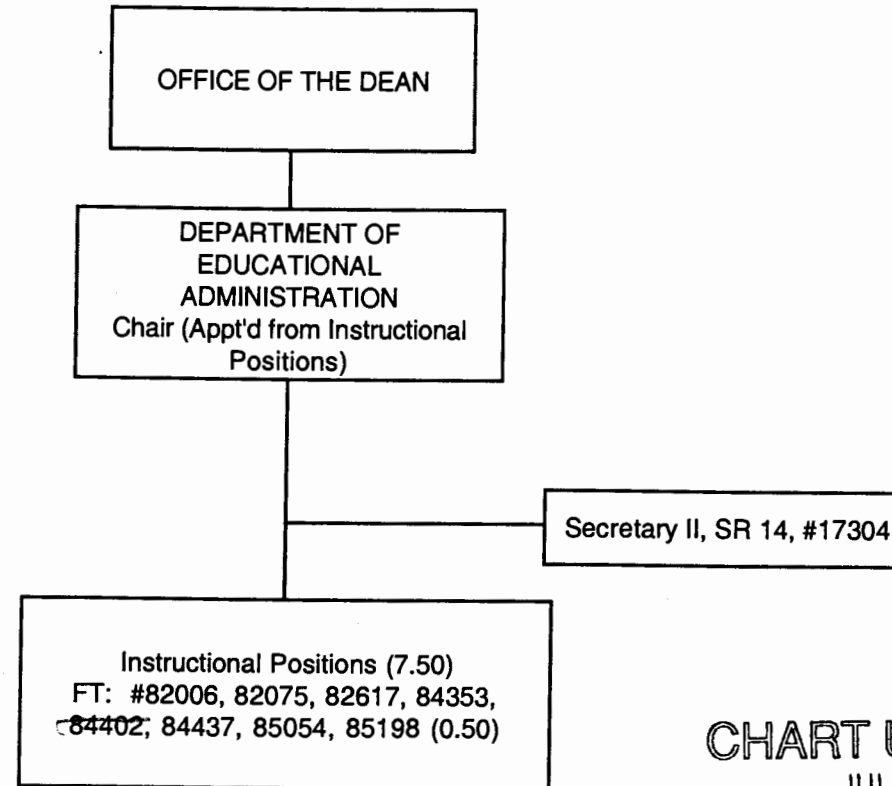 OFFICE OF THE DEAN
DEPARTMENT OF
EDUCATIONAL
ADMINISTRATION
Chair (Appt'd from Instructional
Positions)
Secretary II, SR 14, #17304
Instructional Positions (7.50)
FT: #82006, 82075, 82617, 84353,
84402, 84437, 85054, 85198 (0.50)
CHART